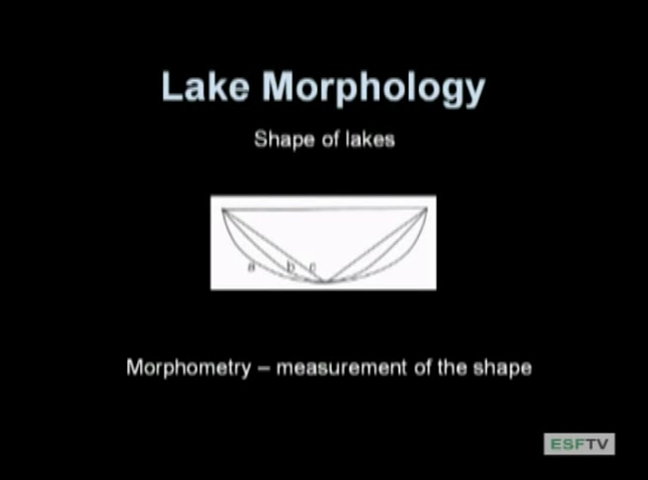 Lake Morphology
Shape of lakes
a b c
Morphometry – measurement of the shape
ESFTV